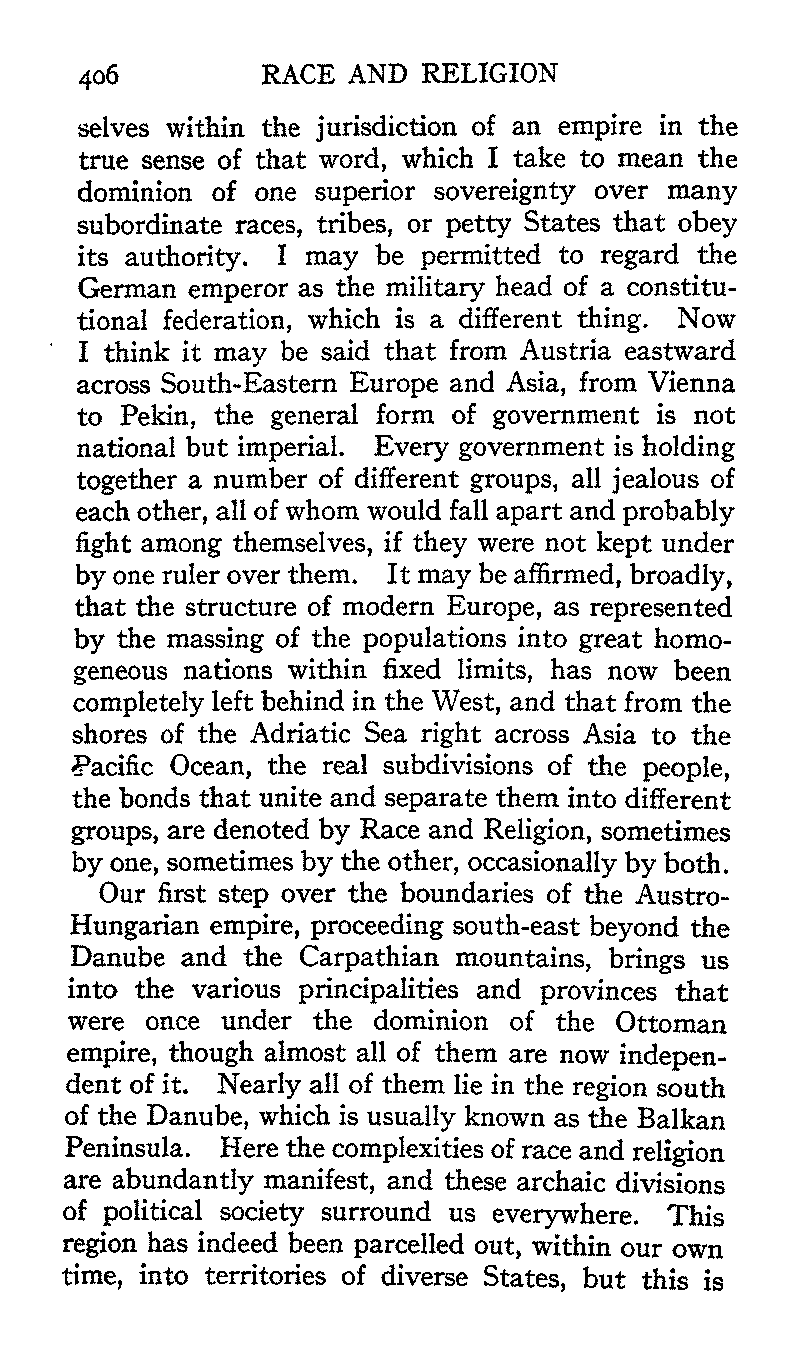 406 RACE AND RELIGION
selves within the jurisdiction of an empire in the
true sense of that word, which I take to mean the
dominion of one superior sovereignty over many
subordinate races, tribes, or petty States that obey
its authority. I may be permitted to regard the
German emperor as the military head of a constitu-
tional federation, which is a different thing. Now
I think it may be said that from Austria eastward
across South-Eastern Europe and Asia, from Vienna
to Pekin, the general form of government is not
national but imperial. Every government is holding
together a number of different groups, all jealous of
each other, all of whom would fall apart and probably
fight among themselves, if they were not kept under
by one ruler over them. It may be affirmed, broadly,
that the structure of modern Europe, as represented
by the massing of the populations into great homo-
geneous nations within fixed limits, has now been
completely left behind in the West, and that from the
shores of the Adriatic Sea right across Asia to the
Pacific Ocean, the real subdivisions of the people,
the bonds that unite and separate them into different
groups, are denoted by Race and Religion, sometimes
by one, sometimes by the other, occasionally by both.
Our first step over the boundaries of the Austro-
Hungarian empire, proceeding south-east beyond the
Danube and the Carpathian mountains, brings us
into the various principalities and provinces that
were once under the dominion of the Ottoman
empire, though almost all of them are now indepen-
dent of it. Nearly all of them lie in the region south
of the Danube, which is usually known as the Balkan
Peninsula. Here the complexities of race and religion
are abundantly manifest, and these archaic divisions
of political society surround us everywhere. This
region has indeed been parcelled out, within our own
time, into territories of diverse States, but this is